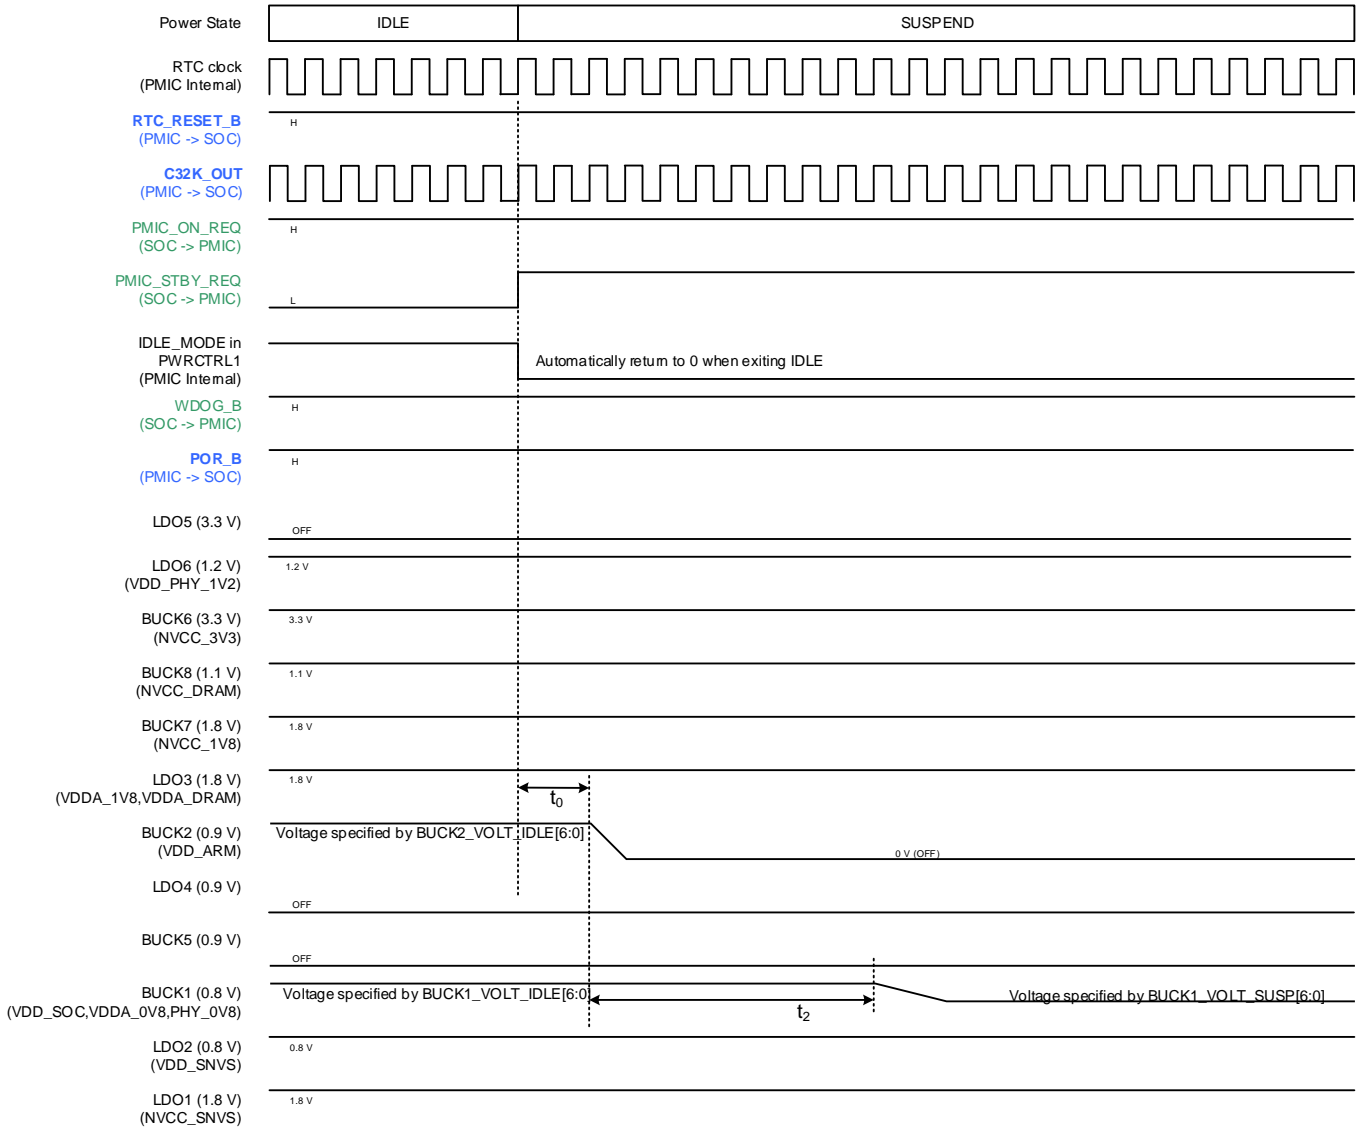 Power State
IDLE
SUSPEND
RTC clock
(PMIC Internal)
RTC_RESET_B
(PMIC -> SOC)
H
C32K_OUT
(PMIC -> SOC)
PMIC_ON_REQ
(SOC -> PMIC)
H
PMIC_STBY_REQ
(SOC -> PMIC)
L
IDLE_MODE in
PWRCTRL1
(PMIC Internal)
Automatically return to 0 when exiting IDLE
WDOG_B
(SOC -> PMIC)
H
POR_B
(PMIC -> SOC)
H
LDO5 (3.3 V)
OFF
LDO6 (1.2 V)
(VDD_PHY_1V2)
1.2 V
BUCK6 (3.3 V)
(NVCC_3V3)
3.3 V
BUCK8 (1.1 V)
(NVCC_DRAM)
1.1 V
BUCK7 (1.8 V)
(NVCC_1V8)
1.8 V
LDO3 (1.8 V)
(VDDA_1V8,VDDA_DRAM)
1.8 V
t0
BUCK2 (0.9 V)
(VDD_ARM)
Voltage specified by BUCK2_VOLT_IDLE[6:0]
0 V (OFF)
LDO4 (0.9 V)
OFF
BUCK5 (0.9 V)
OFF
BUCK1 (0.8 V)
(VDD_SOC,VDDA_0V8,PHY_0V8)
Voltage specified by BUCK1_VOLT_IDLE[6:0]
t2
Voltage specified by BUCK1_VOLT_SUSP[6:0]
LDO2 (0.8 V)
(VDD_SNVS)
0.8 V
LDO1 (1.8 V)
(NVCC_SNVS)
1.8 V